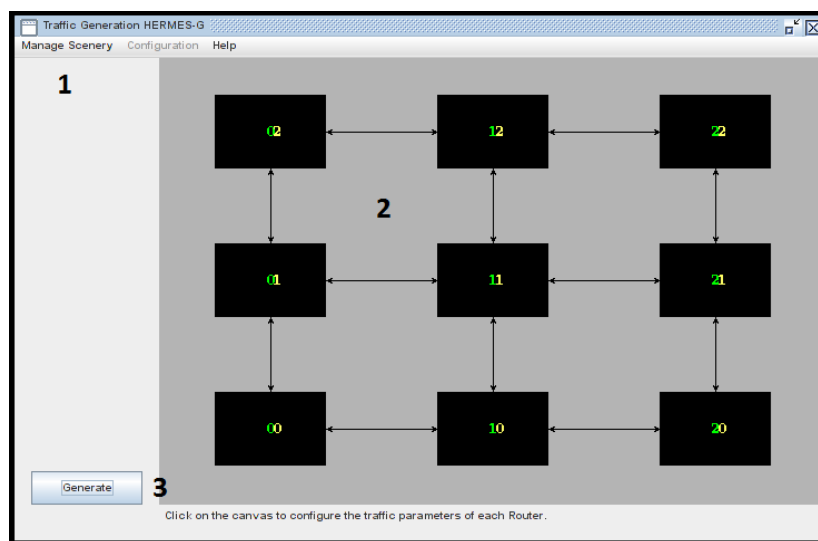 Traffic Generation HERMES-G
Manage Scenery Configuration Help
1
02 12 22
2
01 11 21
00 10 20
Generate 3
Click on the canvas to configure the traffic parameters of each Router.